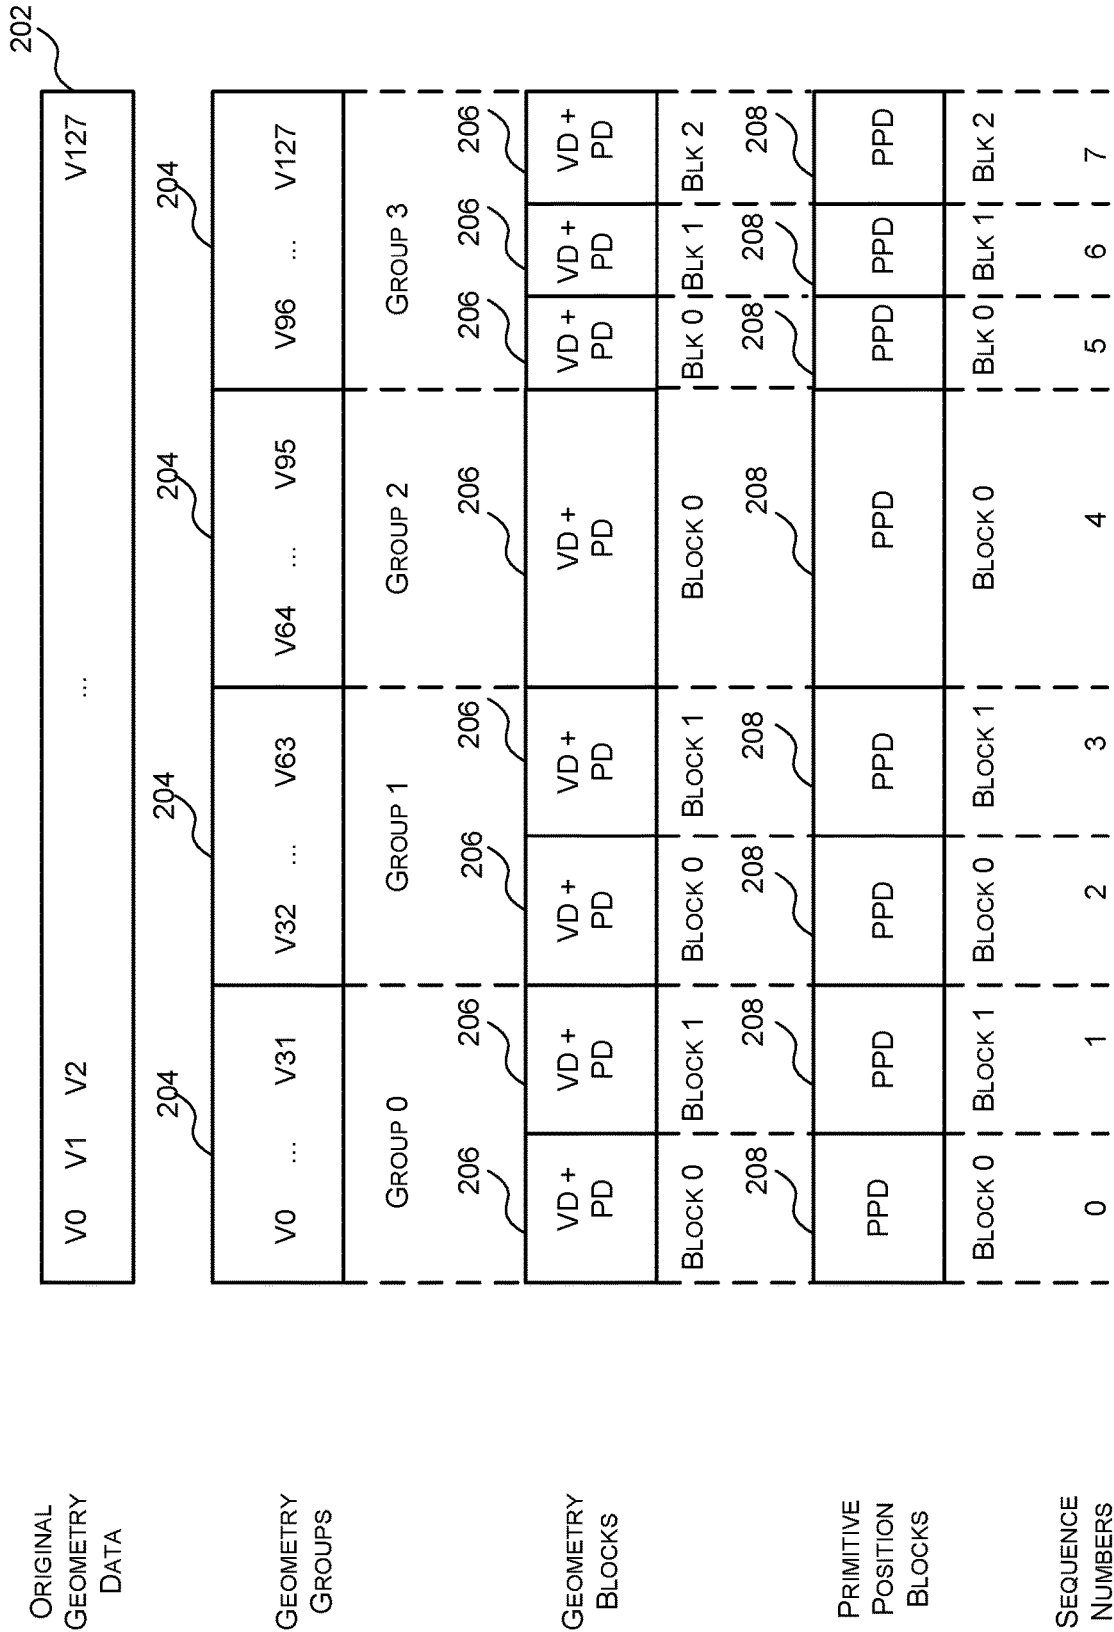 202
ORIGINAL
GEOMETRY
DATA
V0 V1 V2 ... V127
204 204 204 204
GEOMETRY
GROUPS
V0 ... V31 V32 ... V63 V64 ... V95 V96 ... V127
GROUP 0 GROUP 1 GROUP 2 GROUP 3
206 206 206 206 206 206 206 206
GEOMETRY
BLOCKS
VD + VD + VD + VD + VD + VD + VD + VD +
PD PD PD PD PD PD PD PD
BLOCK 0 BLOCK 1 BLOCK 0 BLOCK 1 BLOCK 0 BLK 0 BLK 1 BLK 2
208 208 208 208 208 208 208 208
PRIMITIVE
POSITION
BLOCKS
PPD PPD PPD PPD PPD PPD PPD PPD
BLOCK 0 BLOCK 1 BLOCK 0 BLOCK 1 BLOCK 0 BLK 0 BLK 1 BLK 2
SEQUENCE
NUMBERS
0 1 2 3 4 5 6 7